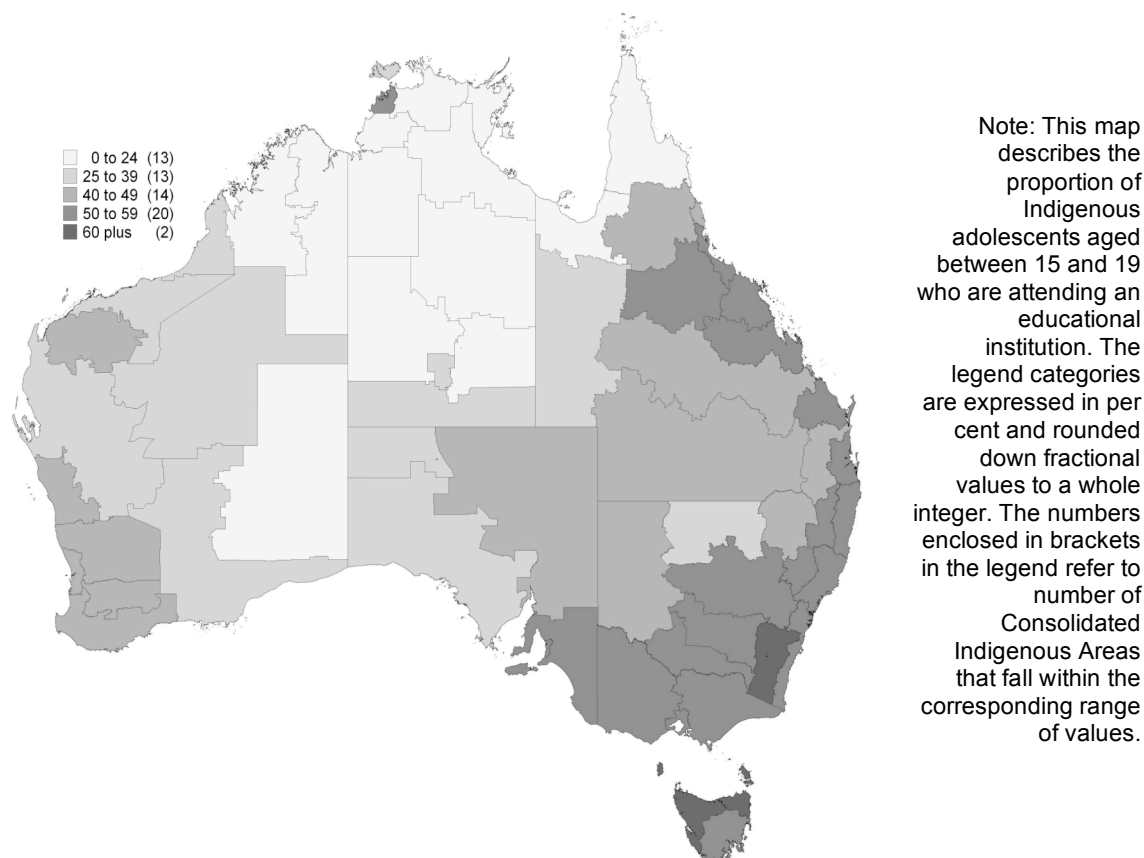 0 to 24 (13)
25 to 39 (13)
40 to 49 (14)
50 to 59 (20)
60 plus (2)
Note: This map
describes the
proportion of
Indigenous
adolescents aged
between 15 and 19
who are attending an
educational
institution. The
legend categories
are expressed in per
cent and rounded
down fractional
values to a whole
integer. The numbers
enclosed in brackets
in the legend refer to
number of
Consolidated
Indigenous Areas
that fall within the
corresponding range
of values.